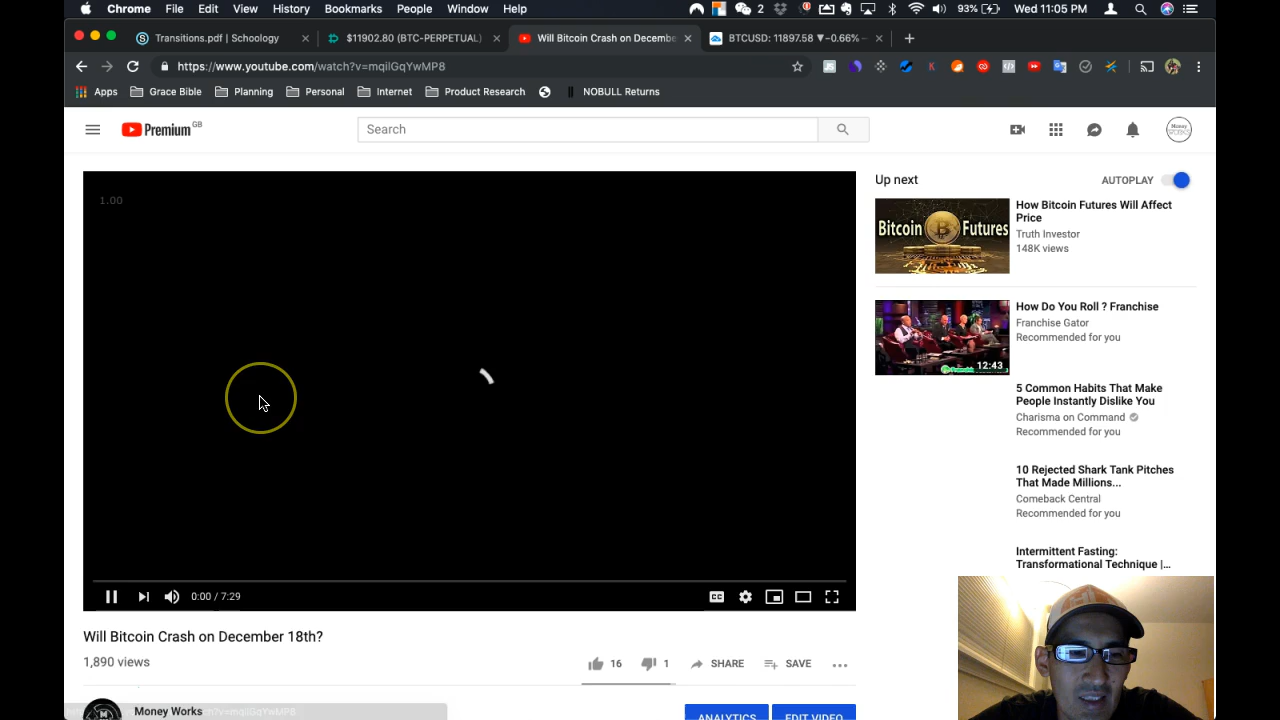 Chrome File Edit View History Bookmarks People Window Help 2 93% Wed 11:05 PM
Transitions.pdf | Schoology × $11902.80 (BTC-PERPETUAL) × Will Bitcoin Crash on Decembe × BTCUSD: 11897.58 ▼−0.66% ×
https://www.youtube.com/watch?v=mqilGqYwMP8
Apps Grace Bible Planning Personal Internet Product Research NOBULL Returns
Premium GB
Search
Money WORKS
1.00
Up next AUTOPLAY
Bitcoin Futures
How Bitcoin Futures Will Affect
Price
Truth Investor
148K views
How Do You Roll ? Franchise
Franchise Gator
Recommended for you
12:43
5 Common Habits That Make
People Instantly Dislike You
Charisma on Command
Recommended for you
10 Rejected Shark Tank Pitches
That Made Millions...
Comeback Central
Recommended for you
Intermittent Fasting:
Transformational Technique |...
0:00 / 7:29
CC
Will Bitcoin Crash on December 18th?
1,890 views
16 1 SHARE SAVE
Money Works
ANALYTICS EDIT VIDEO